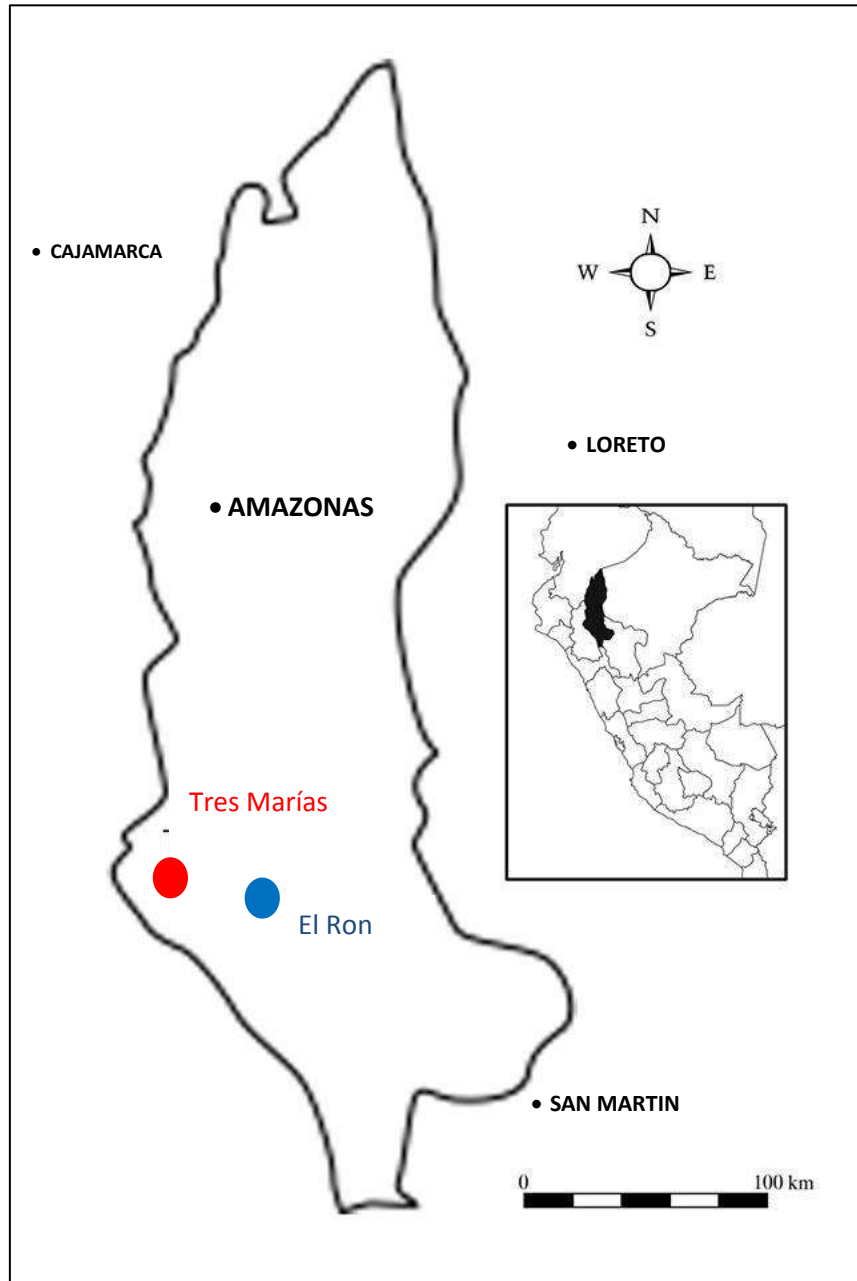 N
• CAJAMARCA
W E
S
• LORETO
• AMAZONAS
Tres Marías
El Ron
• SAN MARTIN
0 100 km